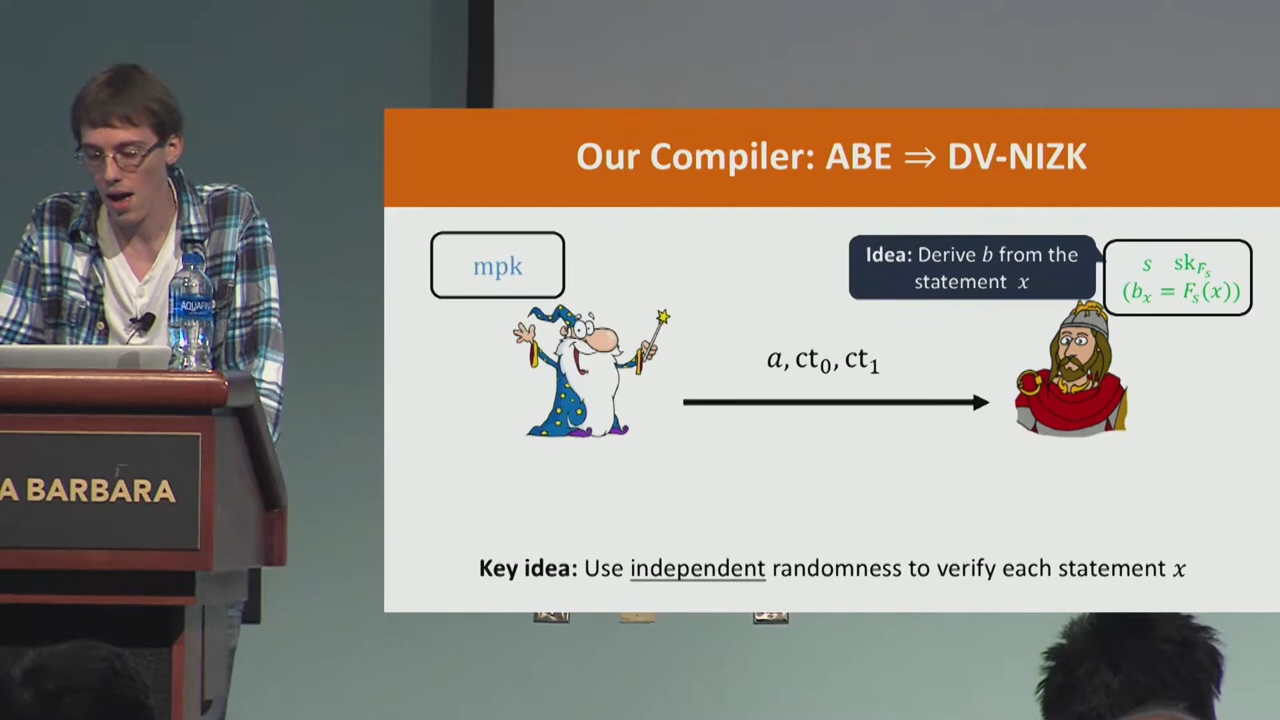 Our Compiler: ABE ⇒ DV-NIZK
mpk
Idea: Derive b from the
statement x
s sk_{F_s}
(b_x = F_s(x))
a, ct_0, ct_1
AQUAFINA
A BARBARA
Key idea: Use independent randomness to verify each statement x